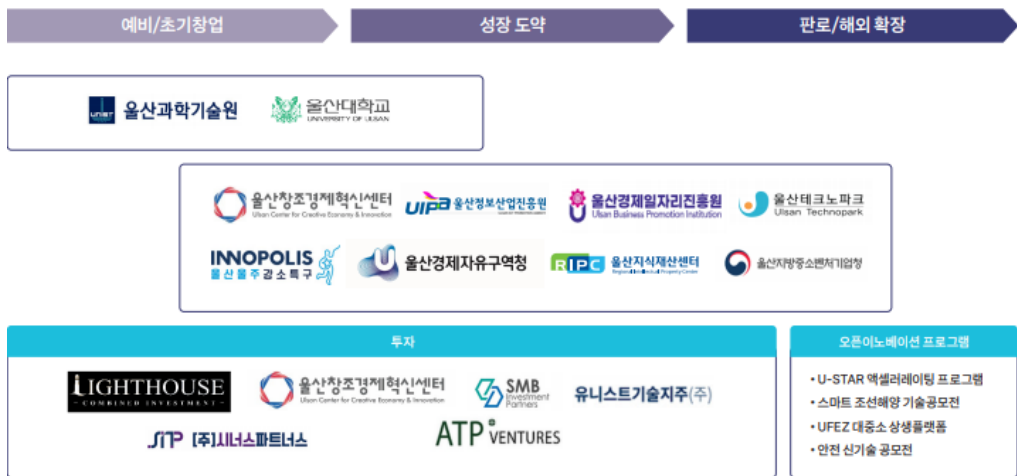 예비/초기창업
성장 도약
판로/해외 확장
UNIST 울산과학기술원
울산대학교
UNIVERSITY OF ULSAN
울산창조경제혁신센터
Ulsan Center for Creative Economy & Innovation
UIPA 울산정보산업진흥원
울산경제일자리진흥원
Ulsan Business Promotion Institution
울산테크노파크
Ulsan Technopark
INNOPOLIS
울산울주강소특구
울산경제자유구역청
RIPC 울산지식재산센터
Regional Intellectual Property Center
울산지방중소벤처기업청
투자
LIGHTHOUSE
COMBINED INVESTMENT
울산창조경제혁신센터
Ulsan Center for Creative Economy & Innovation
SMB
Investment
Partners
유니스트기술지주(주)
[주]시너스파트너스
ATP VENTURES
오픈이노베이션 프로그램
• U-STAR 액셀러레이팅 프로그램
• 스마트 조선해양 기술공모전
• UFEZ 대중소 상생플랫폼
• 안전 신기술 공모전